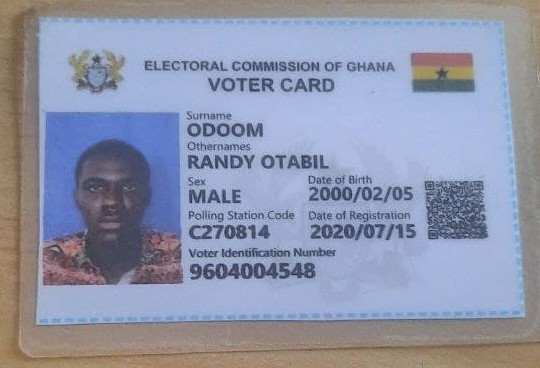 ELECTORAL COMMISSION OF GHANA
VOTER CARD
Surname
ODOOM
Othernames
RANDY OTABIL
Sex Date of Birth
MALE 2000/02/05
Polling Station Code Date of Registration
C270814 2020/07/15
Voter Identification Number
9604004548